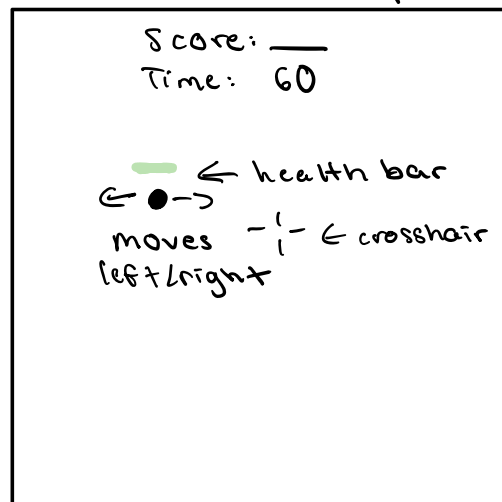 Score: ___
Time: 60
health bar
moves
left/right
crosshair